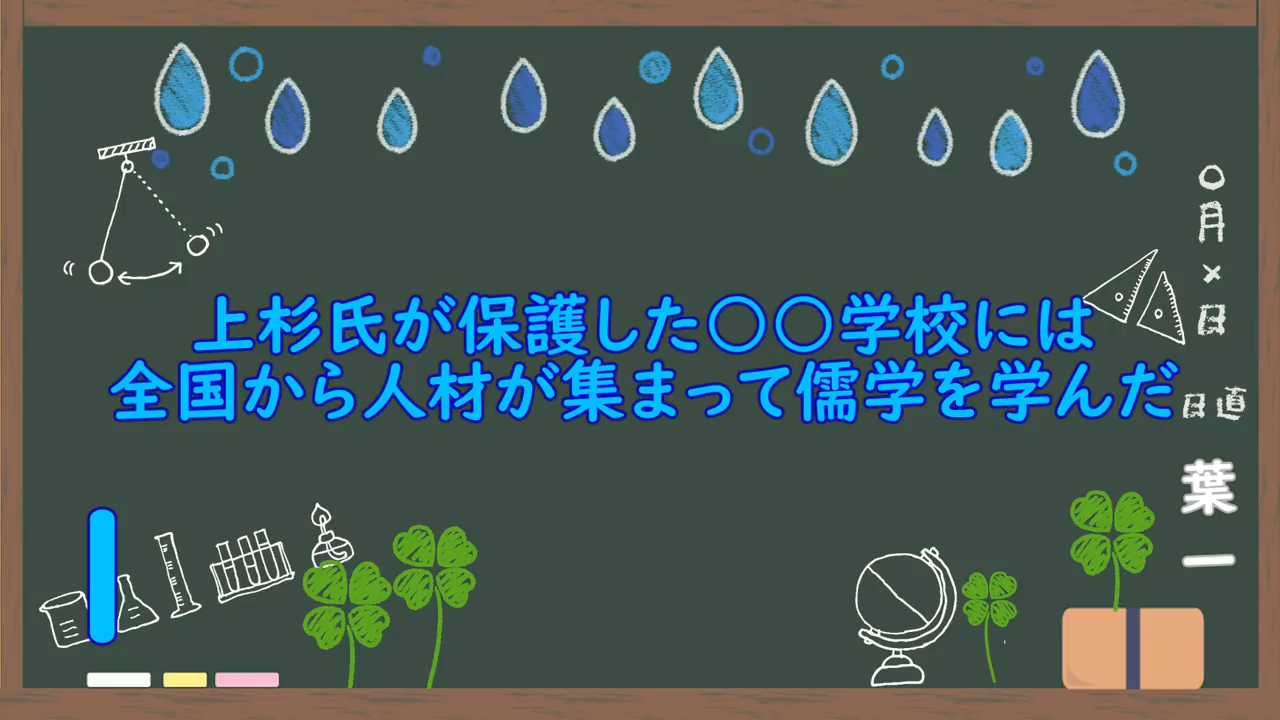 上杉氏が保護した〇〇学校には
全国から人材が集まって儒学を学んだ
〇月×日
日直
葉一